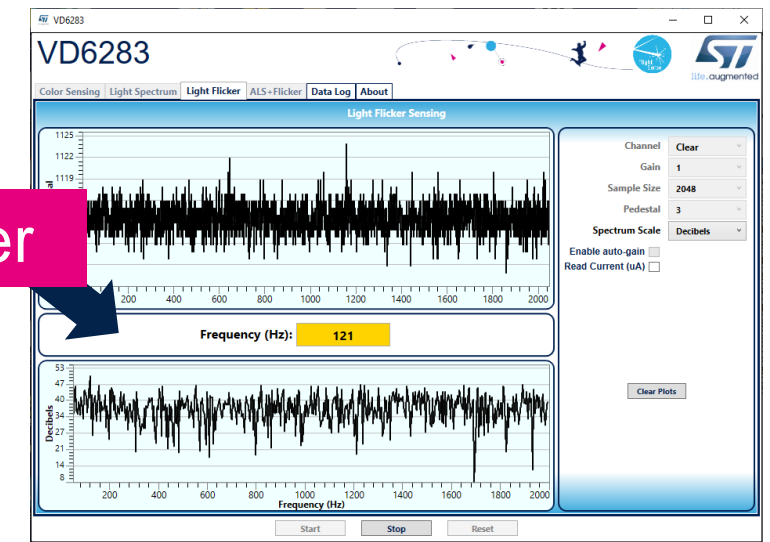 VD6283
VD6283
life.augmented
Color Sensing Light Spectrum Light Flicker ALS+Flicker Data Log About
Light Flicker Sensing
1125
1122
1119
200 400 600 800 1000 1200 1400 1600 1800 2000
er
Frequency (Hz): 121
53
47
40
34
27
21
14
8
Decibels
200 400 600 800 1000 1200 1400 1600 1800 2000
Frequency (Hz)
Channel Clear
Gain 1
Sample Size 2048
Pedestal 3
Spectrum Scale Decibels
Enable auto-gain
Read Current (uA)
Clear Plots
Start Stop Reset